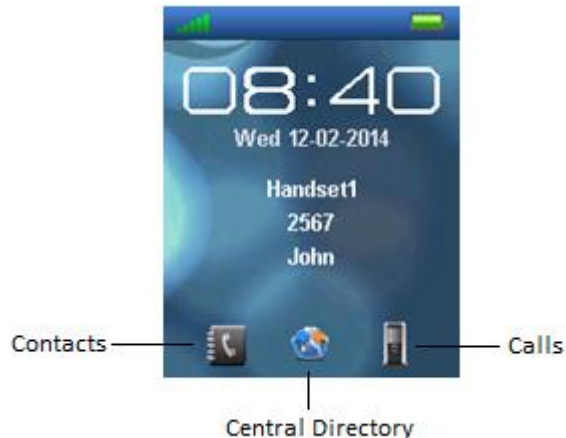 08:40
Wed 12-02-2014
Handset1
2567
John
Contacts
Calls
Central Directory